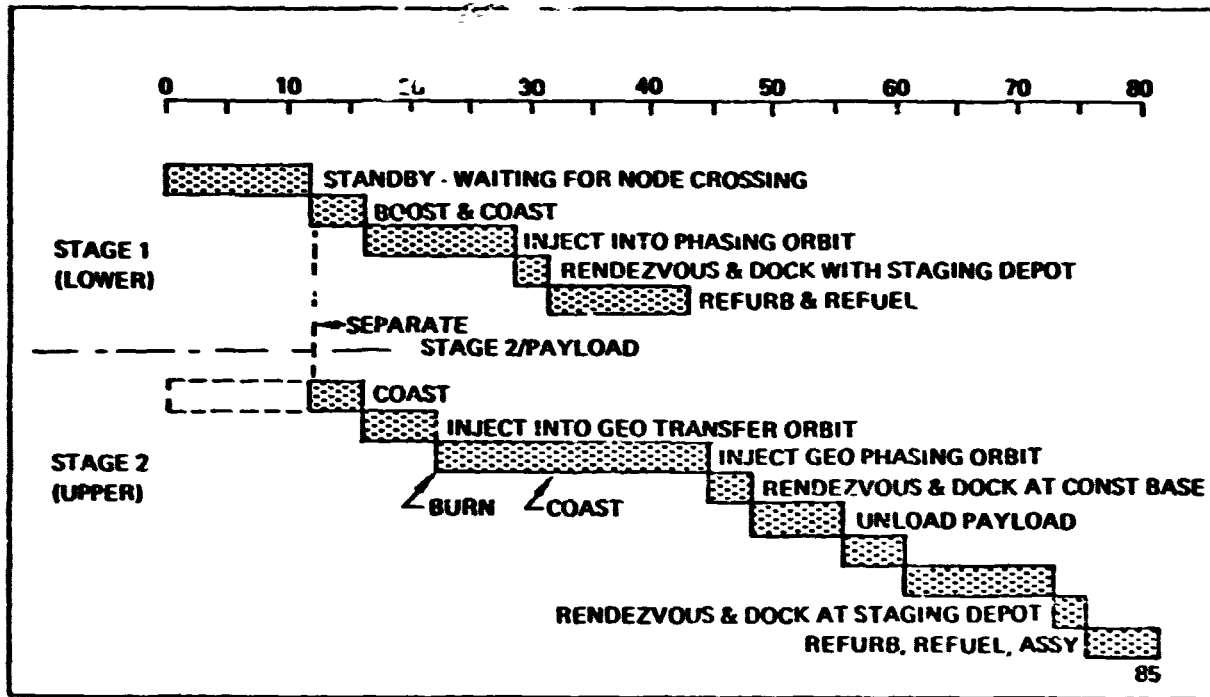 0 10 30 40 50 60 70 80
STANDBY - WAITING FOR NODE CROSSING
BOOST & COAST
STAGE 1
(LOWER)
INJECT INTO PHASING ORBIT
RENDEZVOUS & DOCK WITH STAGING DEPOT
REFURB & REFUEL
SEPARATE
STAGE 2/PAYLOAD
COAST
INJECT INTO GEO TRANSFER ORBIT
STAGE 2
(UPPER)
INJECT GEO PHASING ORBIT
BURN
COAST
RENDEZVOUS & DOCK AT CONST BASE
UNLOAD PAYLOAD
RENDEZVOUS & DOCK AT STAGING DEPOT
REFURB, REFUEL, ASSY
85